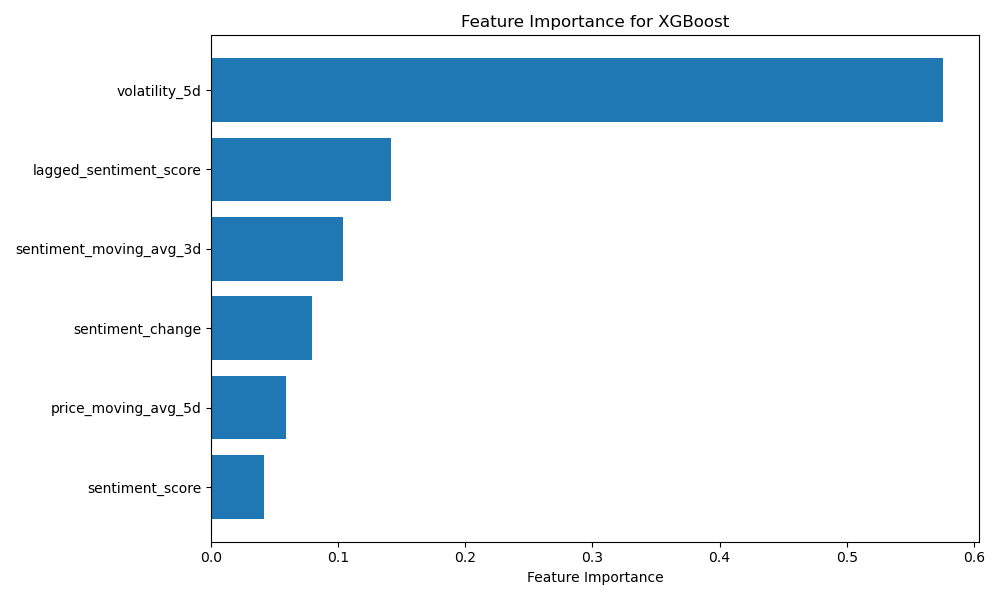 Feature Importance for XGBoost
volatility_5d
lagged_sentiment_score
sentiment_moving_avg_3d
sentiment_change
price_moving_avg_5d
sentiment_score
0.0 0.1 0.2 0.3 0.4 0.5 0.6
Feature Importance